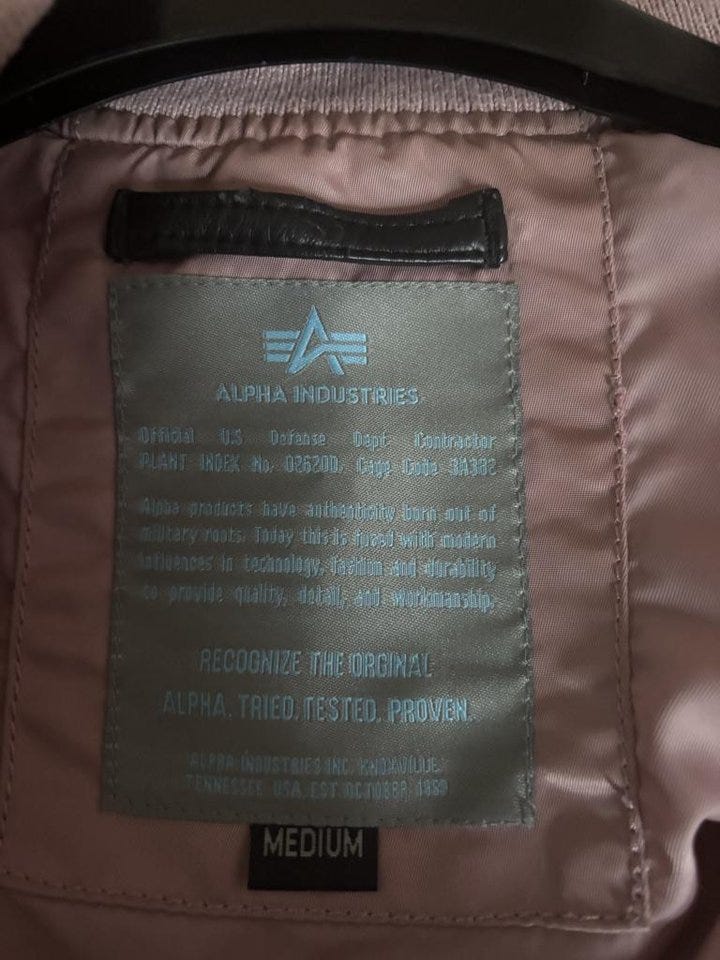 ALPHA INDUSTRIES
Official U.S Defense Dept Contractor
PLANT INDEX No. 02620D, Cage Code 3A382
Alpha products have authenticity born out of
military roots. Today this is fused with modern
influences in technology, fashion and durability
to provide quality, detail, and workmanship.
RECOGNIZE THE ORGINAL
ALPHA. TRIED. TESTED. PROVEN.
ALPHA INDUSTRIES INC. KNOXVILLE
TENNESSEE, USA, EST OCTOBER, 1959
MEDIUM